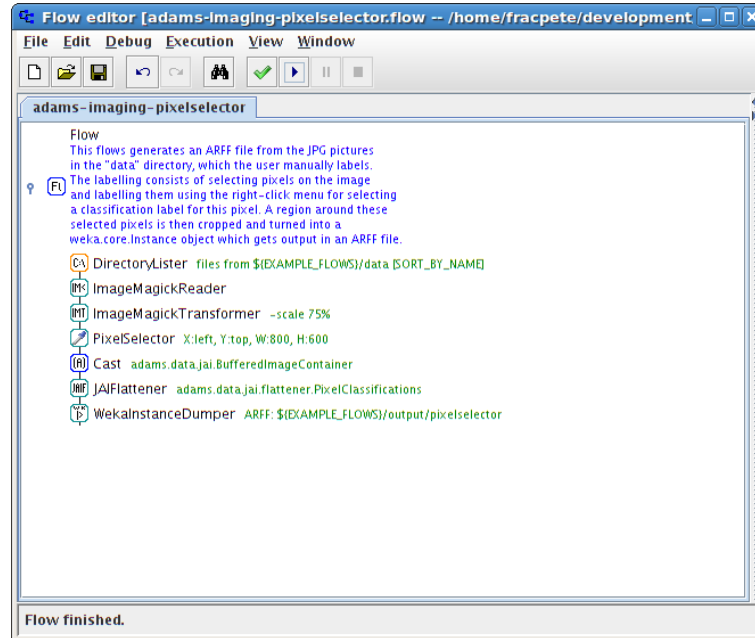 Flow editor [adams-imaging-pixelselector.flow -- /home/fracpete/development
File Edit Debug Execution View Window
adams-imaging-pixelselector
Flow
This flows generates an ARFF file from the JPG pictures
in the "data" directory, which the user manually labels.
The labelling consists of selecting pixels on the image
and labelling them using the right-click menu for selecting
a classification label for this pixel. A region around these
selected pixels is then cropped and turned into a
weka.core.Instance object which gets output in an ARFF file.
DirectoryLister files from ${EXAMPLE_FLOWS}/data [SORT_BY_NAME]
ImageMagickReader
ImageMagickTransformer -scale 75%
PixelSelector X:left, Y:top, W:800, H:600
Cast adams.data.jai.BufferedImageContainer
JAIFlattener adams.data.jai.flattener.PixelClassifications
WekaInstanceDumper ARFF: ${EXAMPLE_FLOWS}/output/pixelselector
Flow finished.